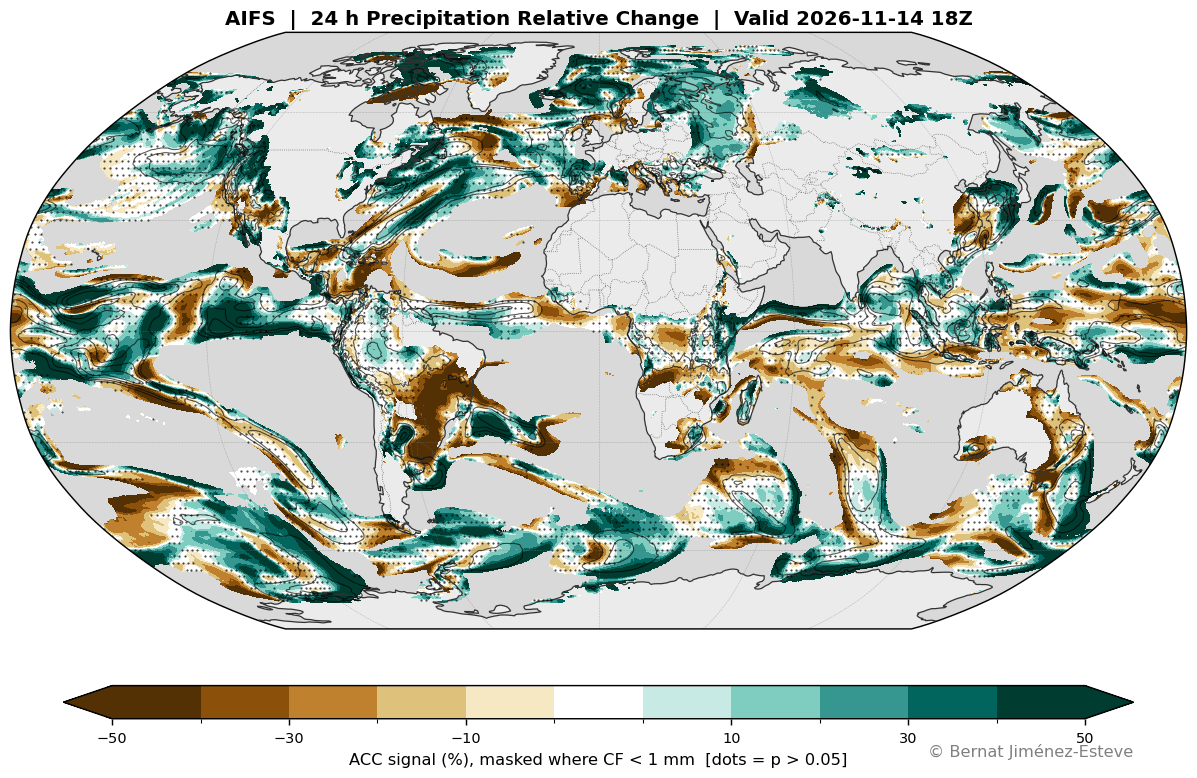 AIFS | 24 h Precipitation Relative Change | Valid 2026-11-14 18Z
−50 −30 −10 10 30 50
ACC signal (%), masked where CF < 1 mm [dots = p > 0.05]
© Bernat Jiménez-Esteve